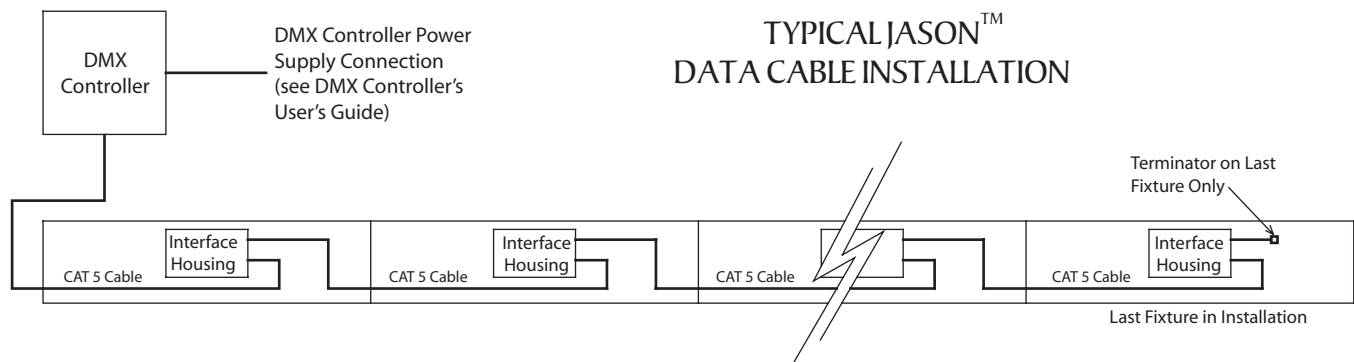 TYPICAL JASON™
DATA CABLE INSTALLATION
DMX
Controller
DMX Controller Power
Supply Connection
(see DMX Controller's
User's Guide)
Terminator on Last
Fixture Only
Interface
Housing
CAT 5 Cable
Interface
Housing
CAT 5 Cable
CAT 5 Cable
Interface
Housing
CAT 5 Cable
Last Fixture in Installation